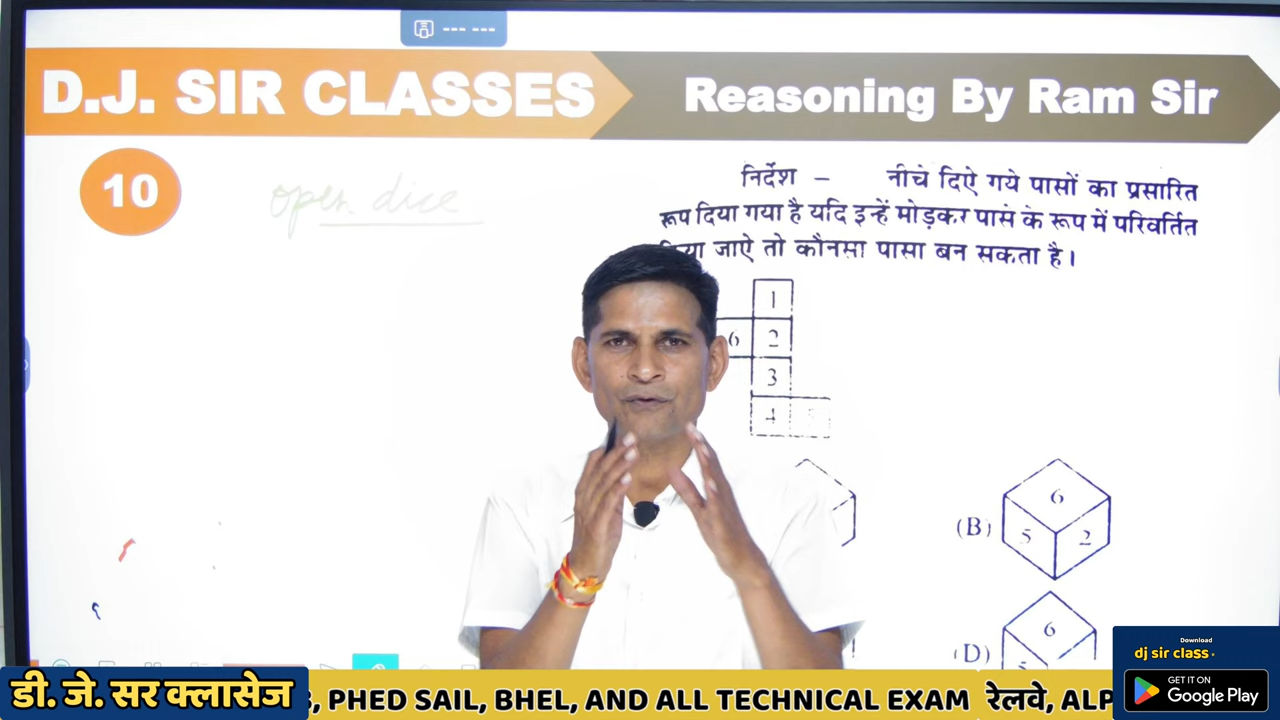 D.J. SIR CLASSES
Reasoning By Ram Sir
10
open dice
निर्देश – नीचे दिऐ गये पासों का प्रसारित
रूप दिया गया है यदि इन्हें मोड़कर पासे के रूप में परिवर्तित
जाऐ तो कौनसा पासा बन सकता है।
1
6 2
3
4 5
(B) 6 5 2
(D) 6 5
डी. जे. सर क्लासेज
, PHED SAIL, BHEL, AND ALL TECHNICAL EXAM रेलवे, ALP
Download
dj sir class
GET IT ON
Google Play